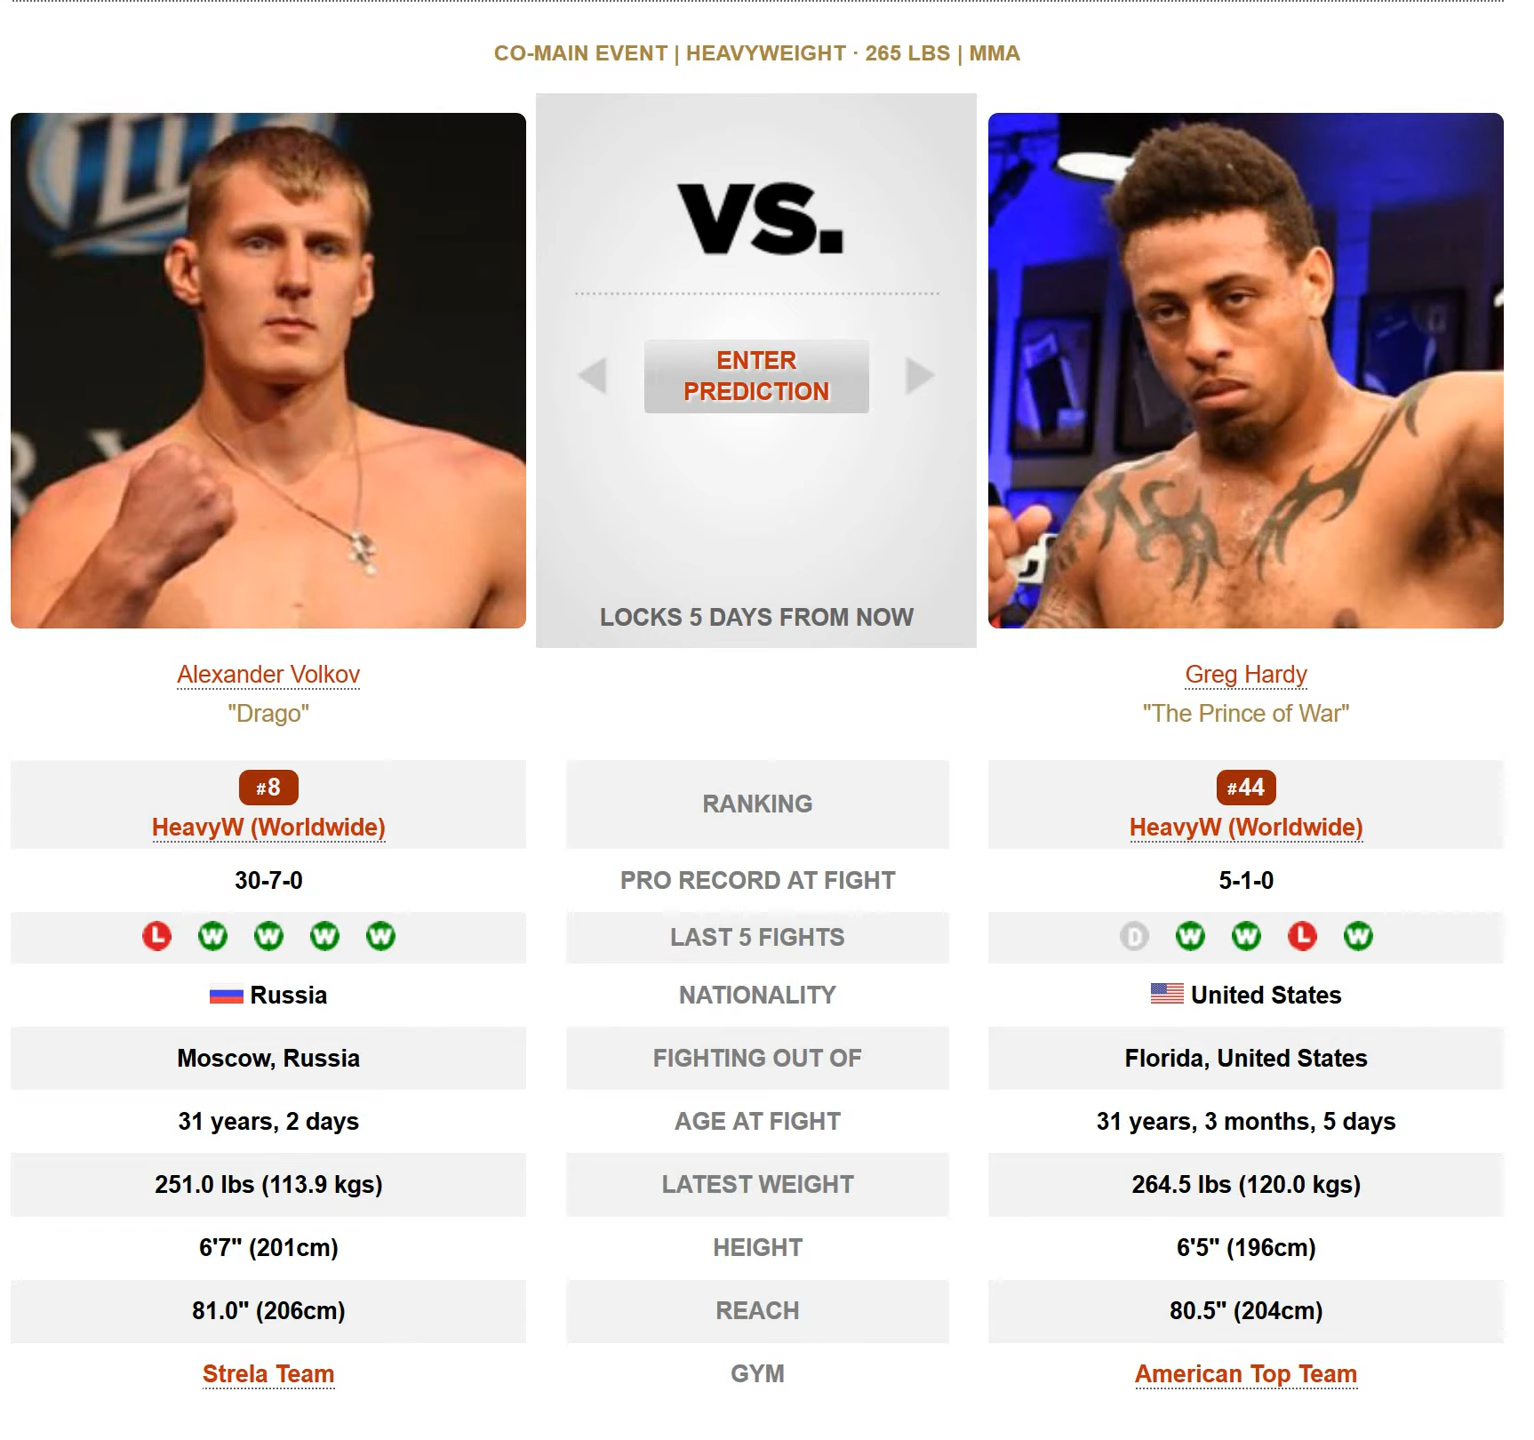 CO-MAIN EVENT | HEAVYWEIGHT · 265 LBS | MMA
VS.
ENTER
PREDICTION
LOCKS 5 DAYS FROM NOW
Alexander Volkov
Greg Hardy
"Drago"
"The Prince of War"
#8
RANKING
#44
HeavyW (Worldwide)
HeavyW (Worldwide)
30-7-0 PRO RECORD AT FIGHT 5-1-0
L W W W W LAST 5 FIGHTS D W W L W
Russia NATIONALITY United States
Moscow, Russia FIGHTING OUT OF Florida, United States
31 years, 2 days AGE AT FIGHT 31 years, 3 months, 5 days
251.0 lbs (113.9 kgs) LATEST WEIGHT 264.5 lbs (120.0 kgs)
6'7" (201cm) HEIGHT 6'5" (196cm)
81.0" (206cm) REACH 80.5" (204cm)
Strela Team GYM American Top Team